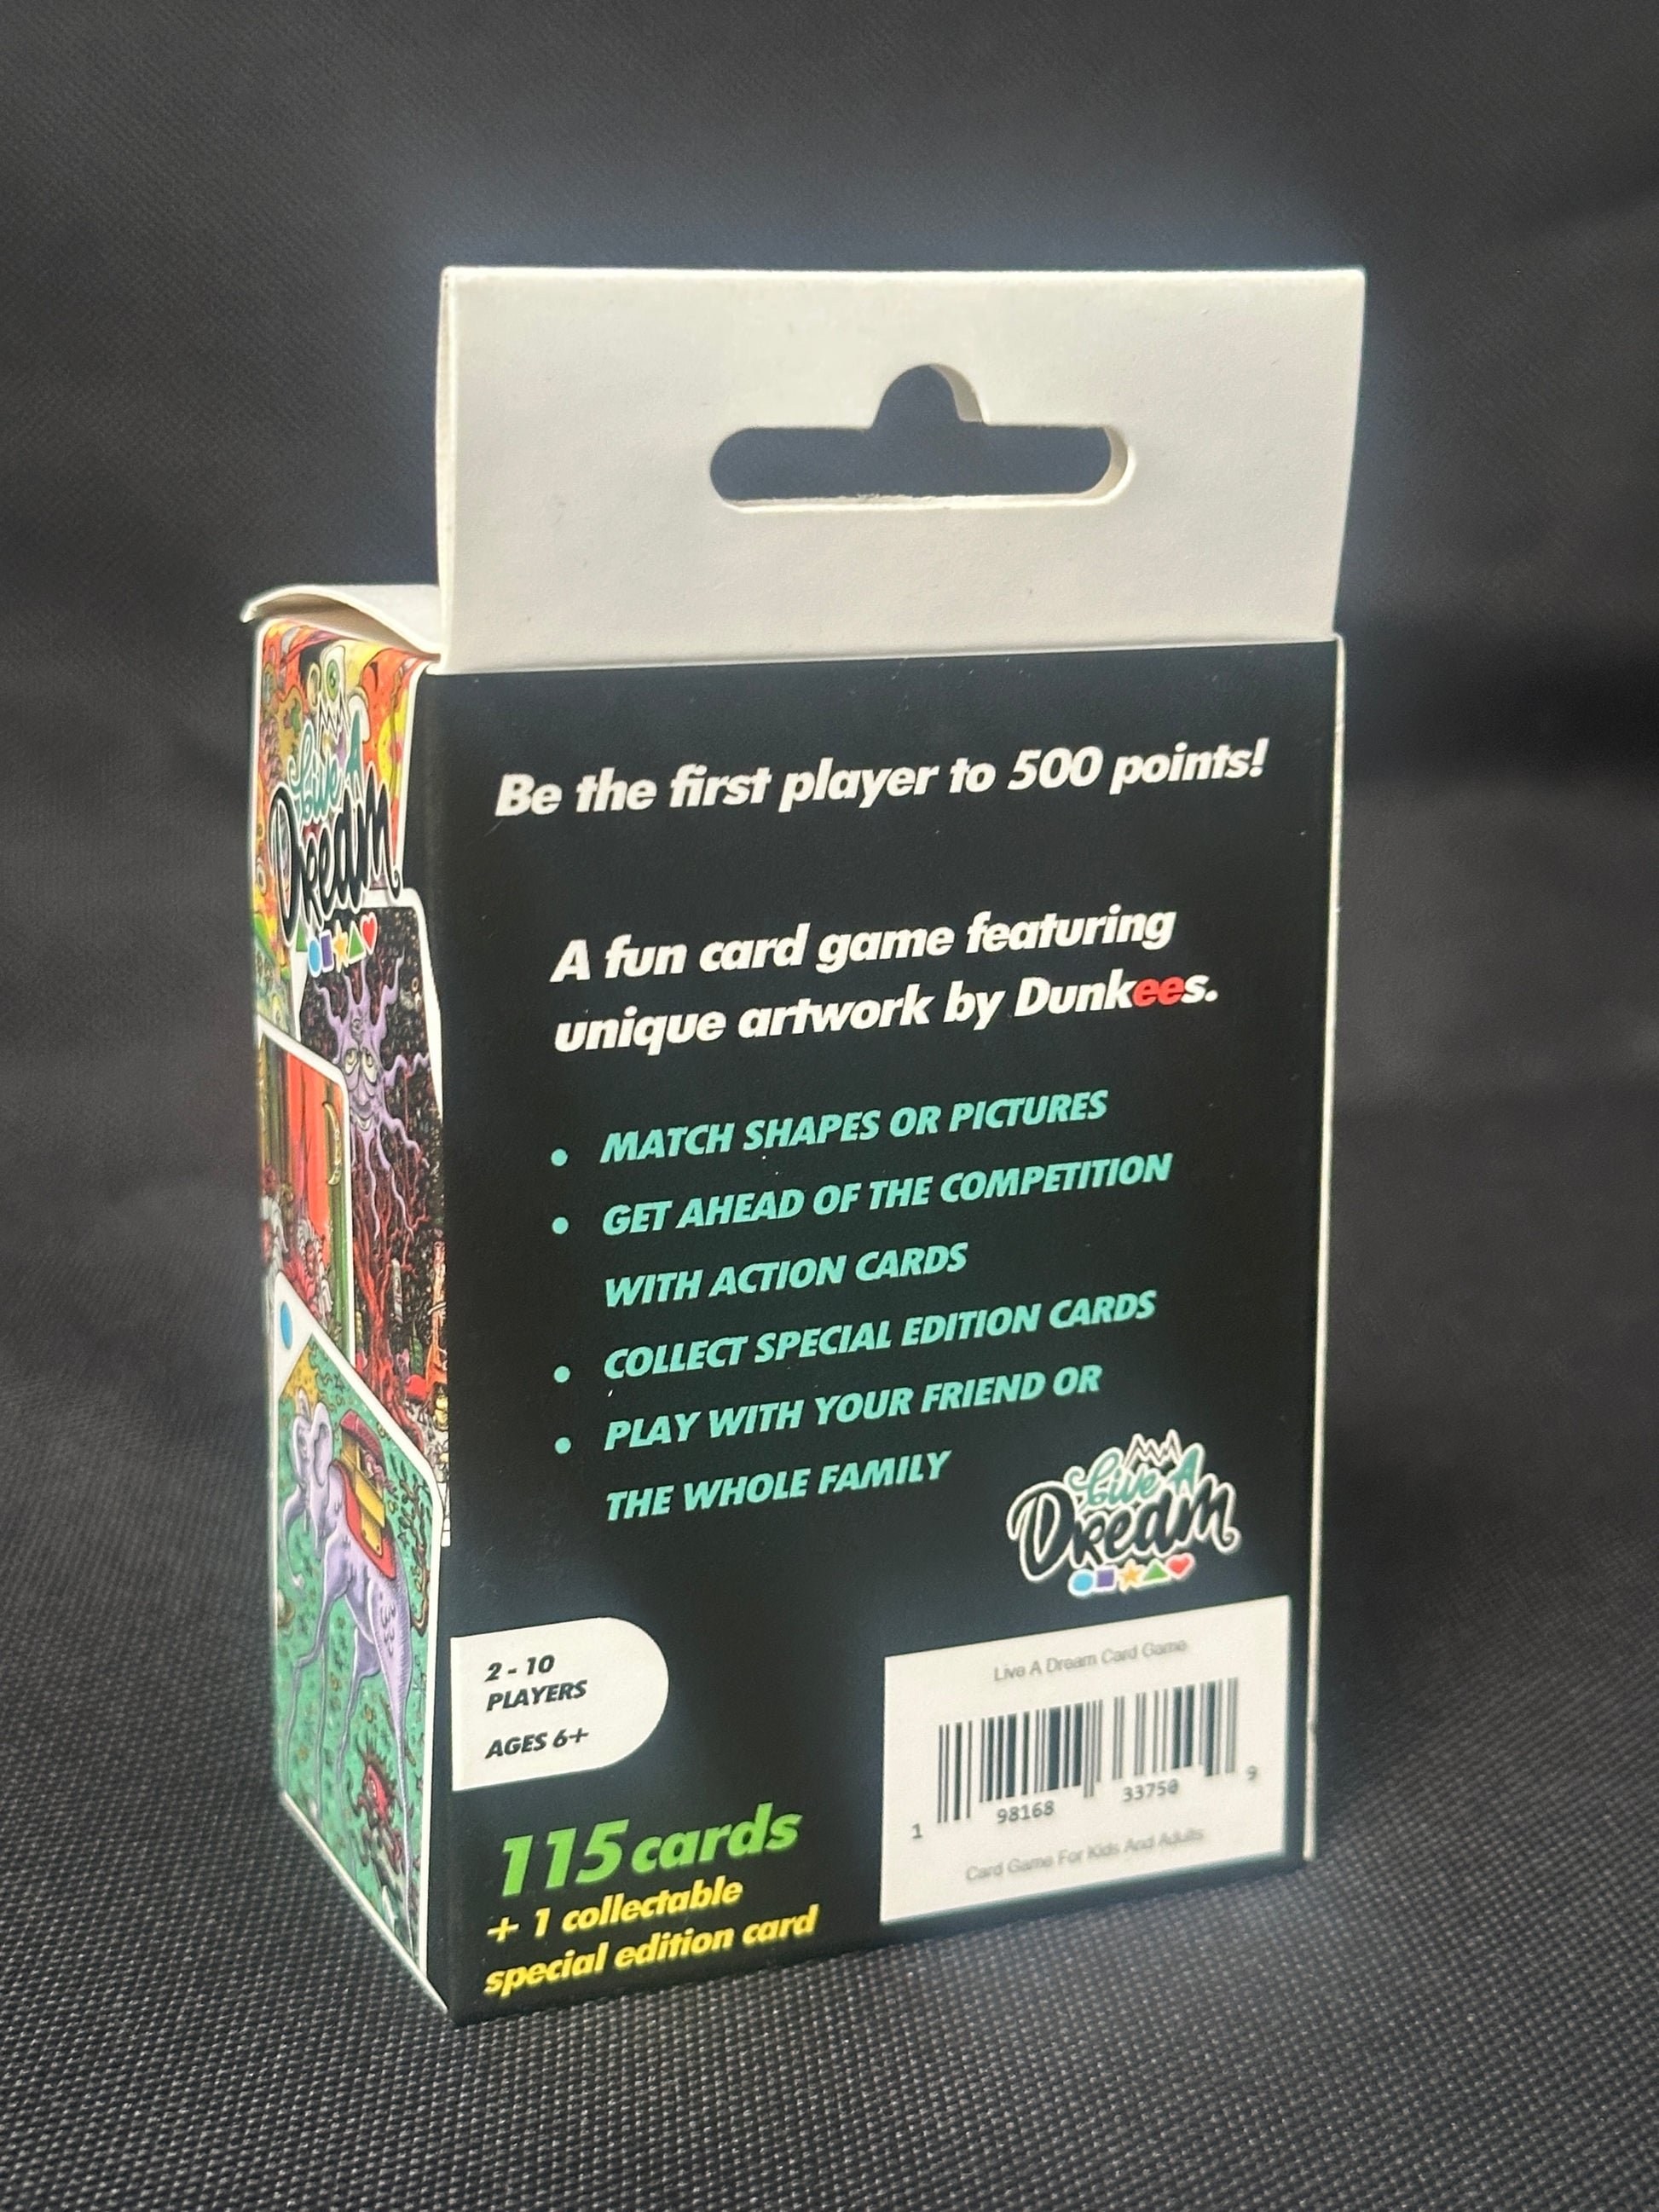 Live A
Dream
Be the first player to 500 points!
A fun card game featuring
unique artwork by Dunkees.
• MATCH SHAPES OR PICTURES
• GET AHEAD OF THE COMPETITION
WITH ACTION CARDS
• COLLECT SPECIAL EDITION CARDS
• PLAY WITH YOUR FRIEND OR
THE WHOLE FAMILY
Live A
Dream
2 - 10
PLAYERS
AGES 6+
115 cards
+ 1 collectable
special edition card
Live A Dream Card Game
1 98168 33750 9
Card Game For Kids And Adults